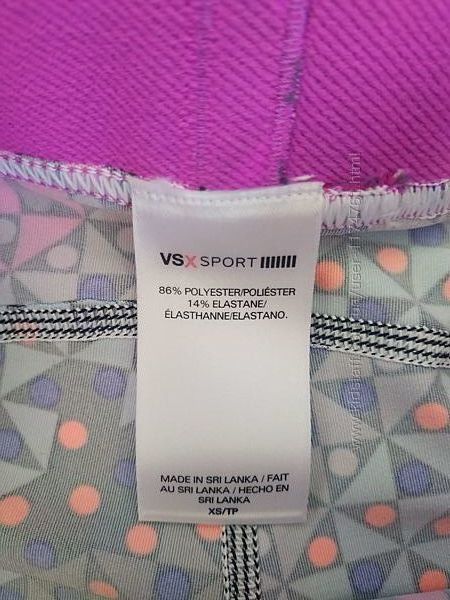 VSX SPORT
86% POLYESTER/POLIÉSTER
14% ELASTANE/
ÉLASTHANNE/ELASTANO.
MADE IN SRI LANKA / FAIT
AU SRI LANKA / HECHO EN
SRI LANKA
XS/TP